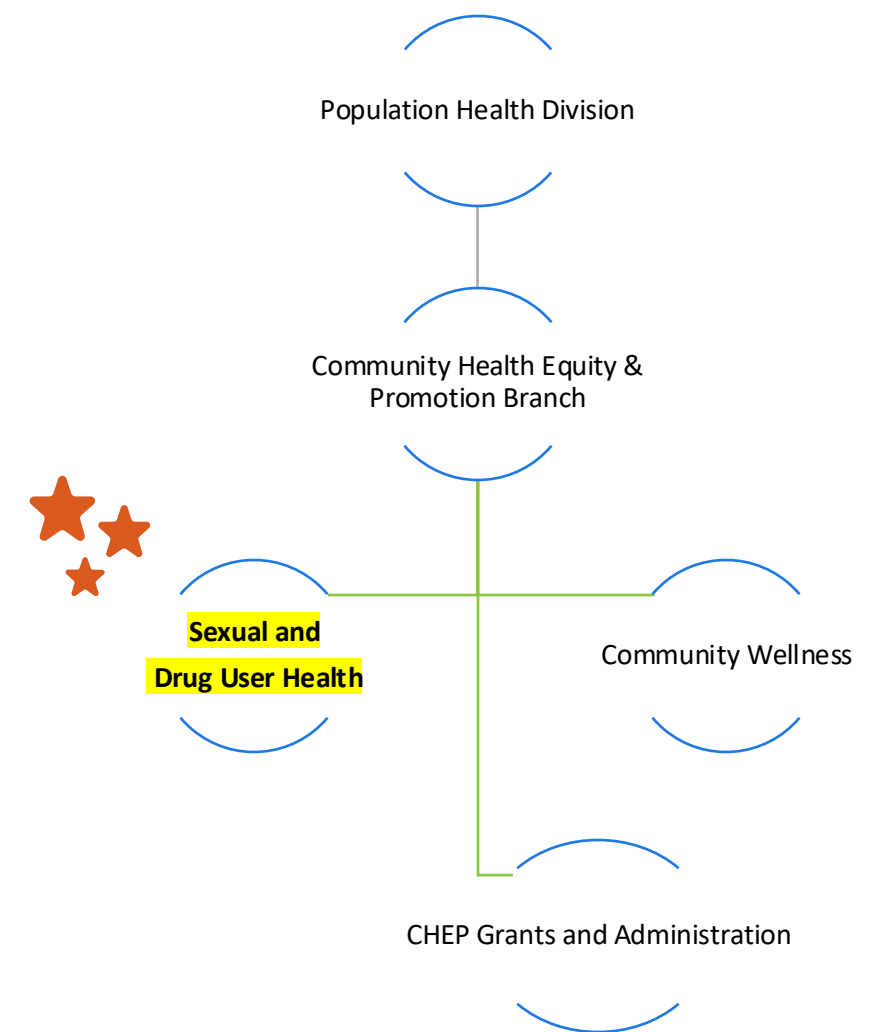 Population Health Division
Community Health Equity &
Promotion Branch
Sexual and
Drug User Health
Community Wellness
CHEP Grants and Administration